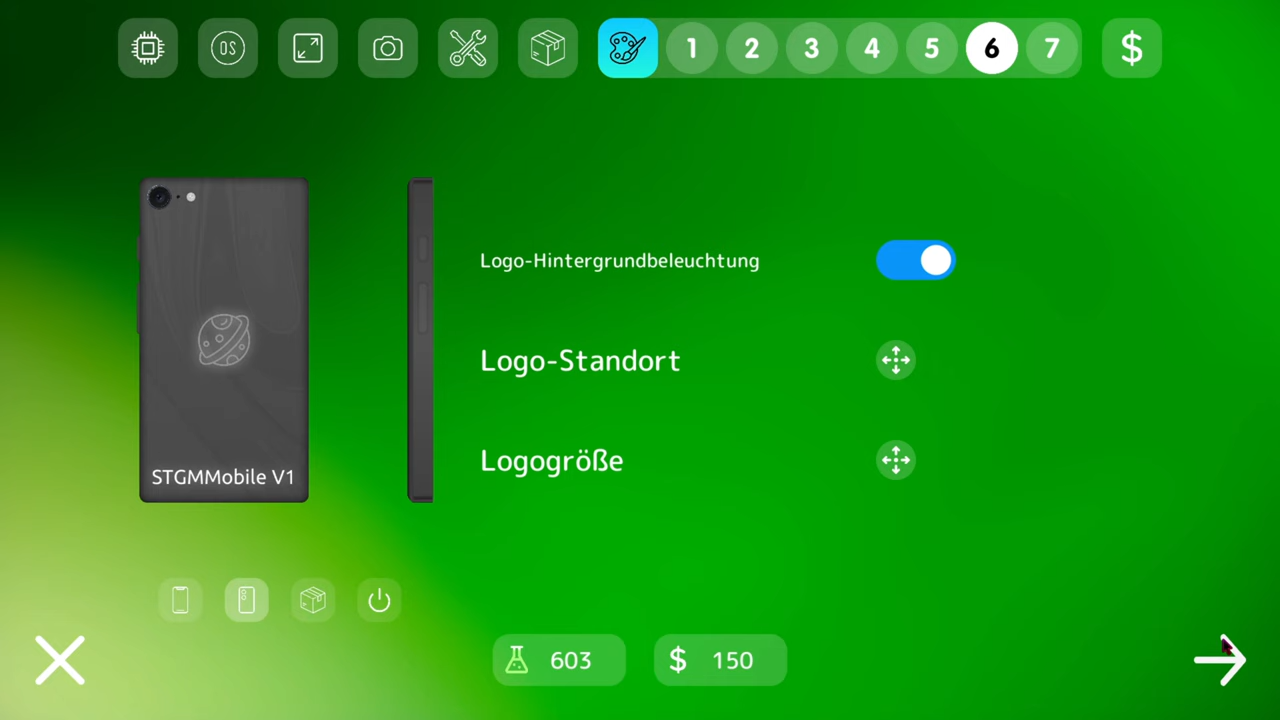 OS 1 2 3 4 5 6 7 $
Logo-Hintergrundbeleuchtung
Logo-Standort
Logogröße
STGMMobile V1
603 $ 150